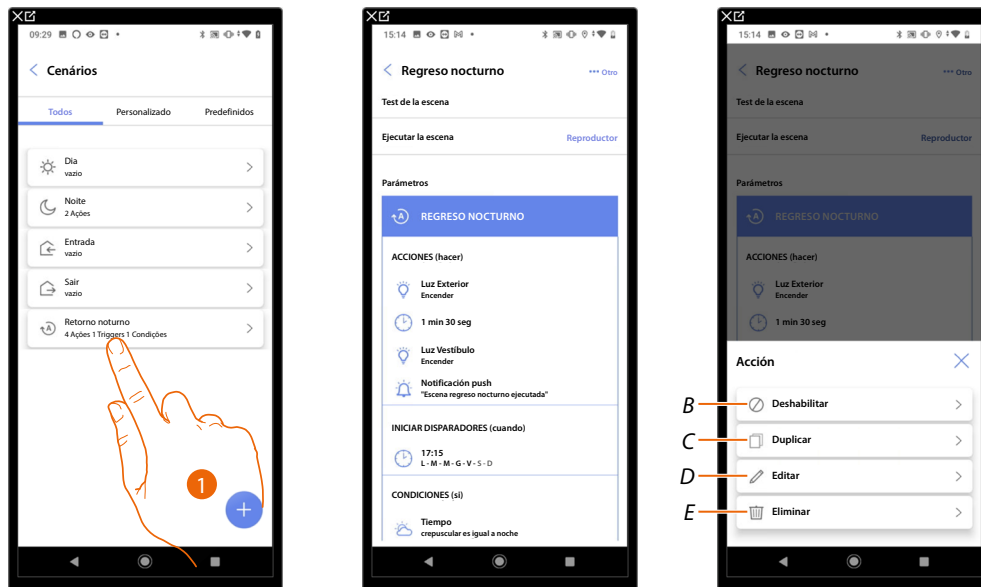 09:29
Cenários
Todos Personalizado Predefinidos
Dia
vazio
Noite
2 Ações
Entrada
vazio
Sair
vazio
Retorno noturno
4 Ações 1 Triggers 1 Condições
1
+
15:14
Regreso nocturno
••• Otro
Test de la escena
Ejecutar la escena Reproductor
Parámetros
A REGRESO NOCTURNO
ACCIONES (hacer)
Luz Exterior
Encender
1 min 30 seg
Luz Vestíbulo
Encender
Notificación push
"Escena regreso nocturno ejecutada"
INICIAR DISPARADORES (cuando)
17:15
L - M - M - G - V - S - D
CONDICIONES (si)
Tiempo
crepuscular es igual a noche
15:14
Regreso nocturno
••• Otro
Test de la escena
Ejecutar la escena Reproductor
Parámetros
A REGRESO NOCTURNO
ACCIONES (hacer)
Luz Exterior
Encender
1 min 30 seg
Acción
B Deshabilitar
C Duplicar
D Editar
E Eliminar